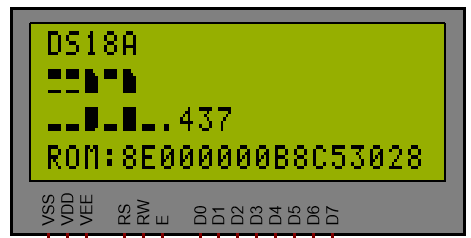 DS18A
.437
ROM:8E000000B8C53028
VSS
VDD
VEE
RS
RW
E
D0
D1
D2
D3
D4
D5
D6
D7